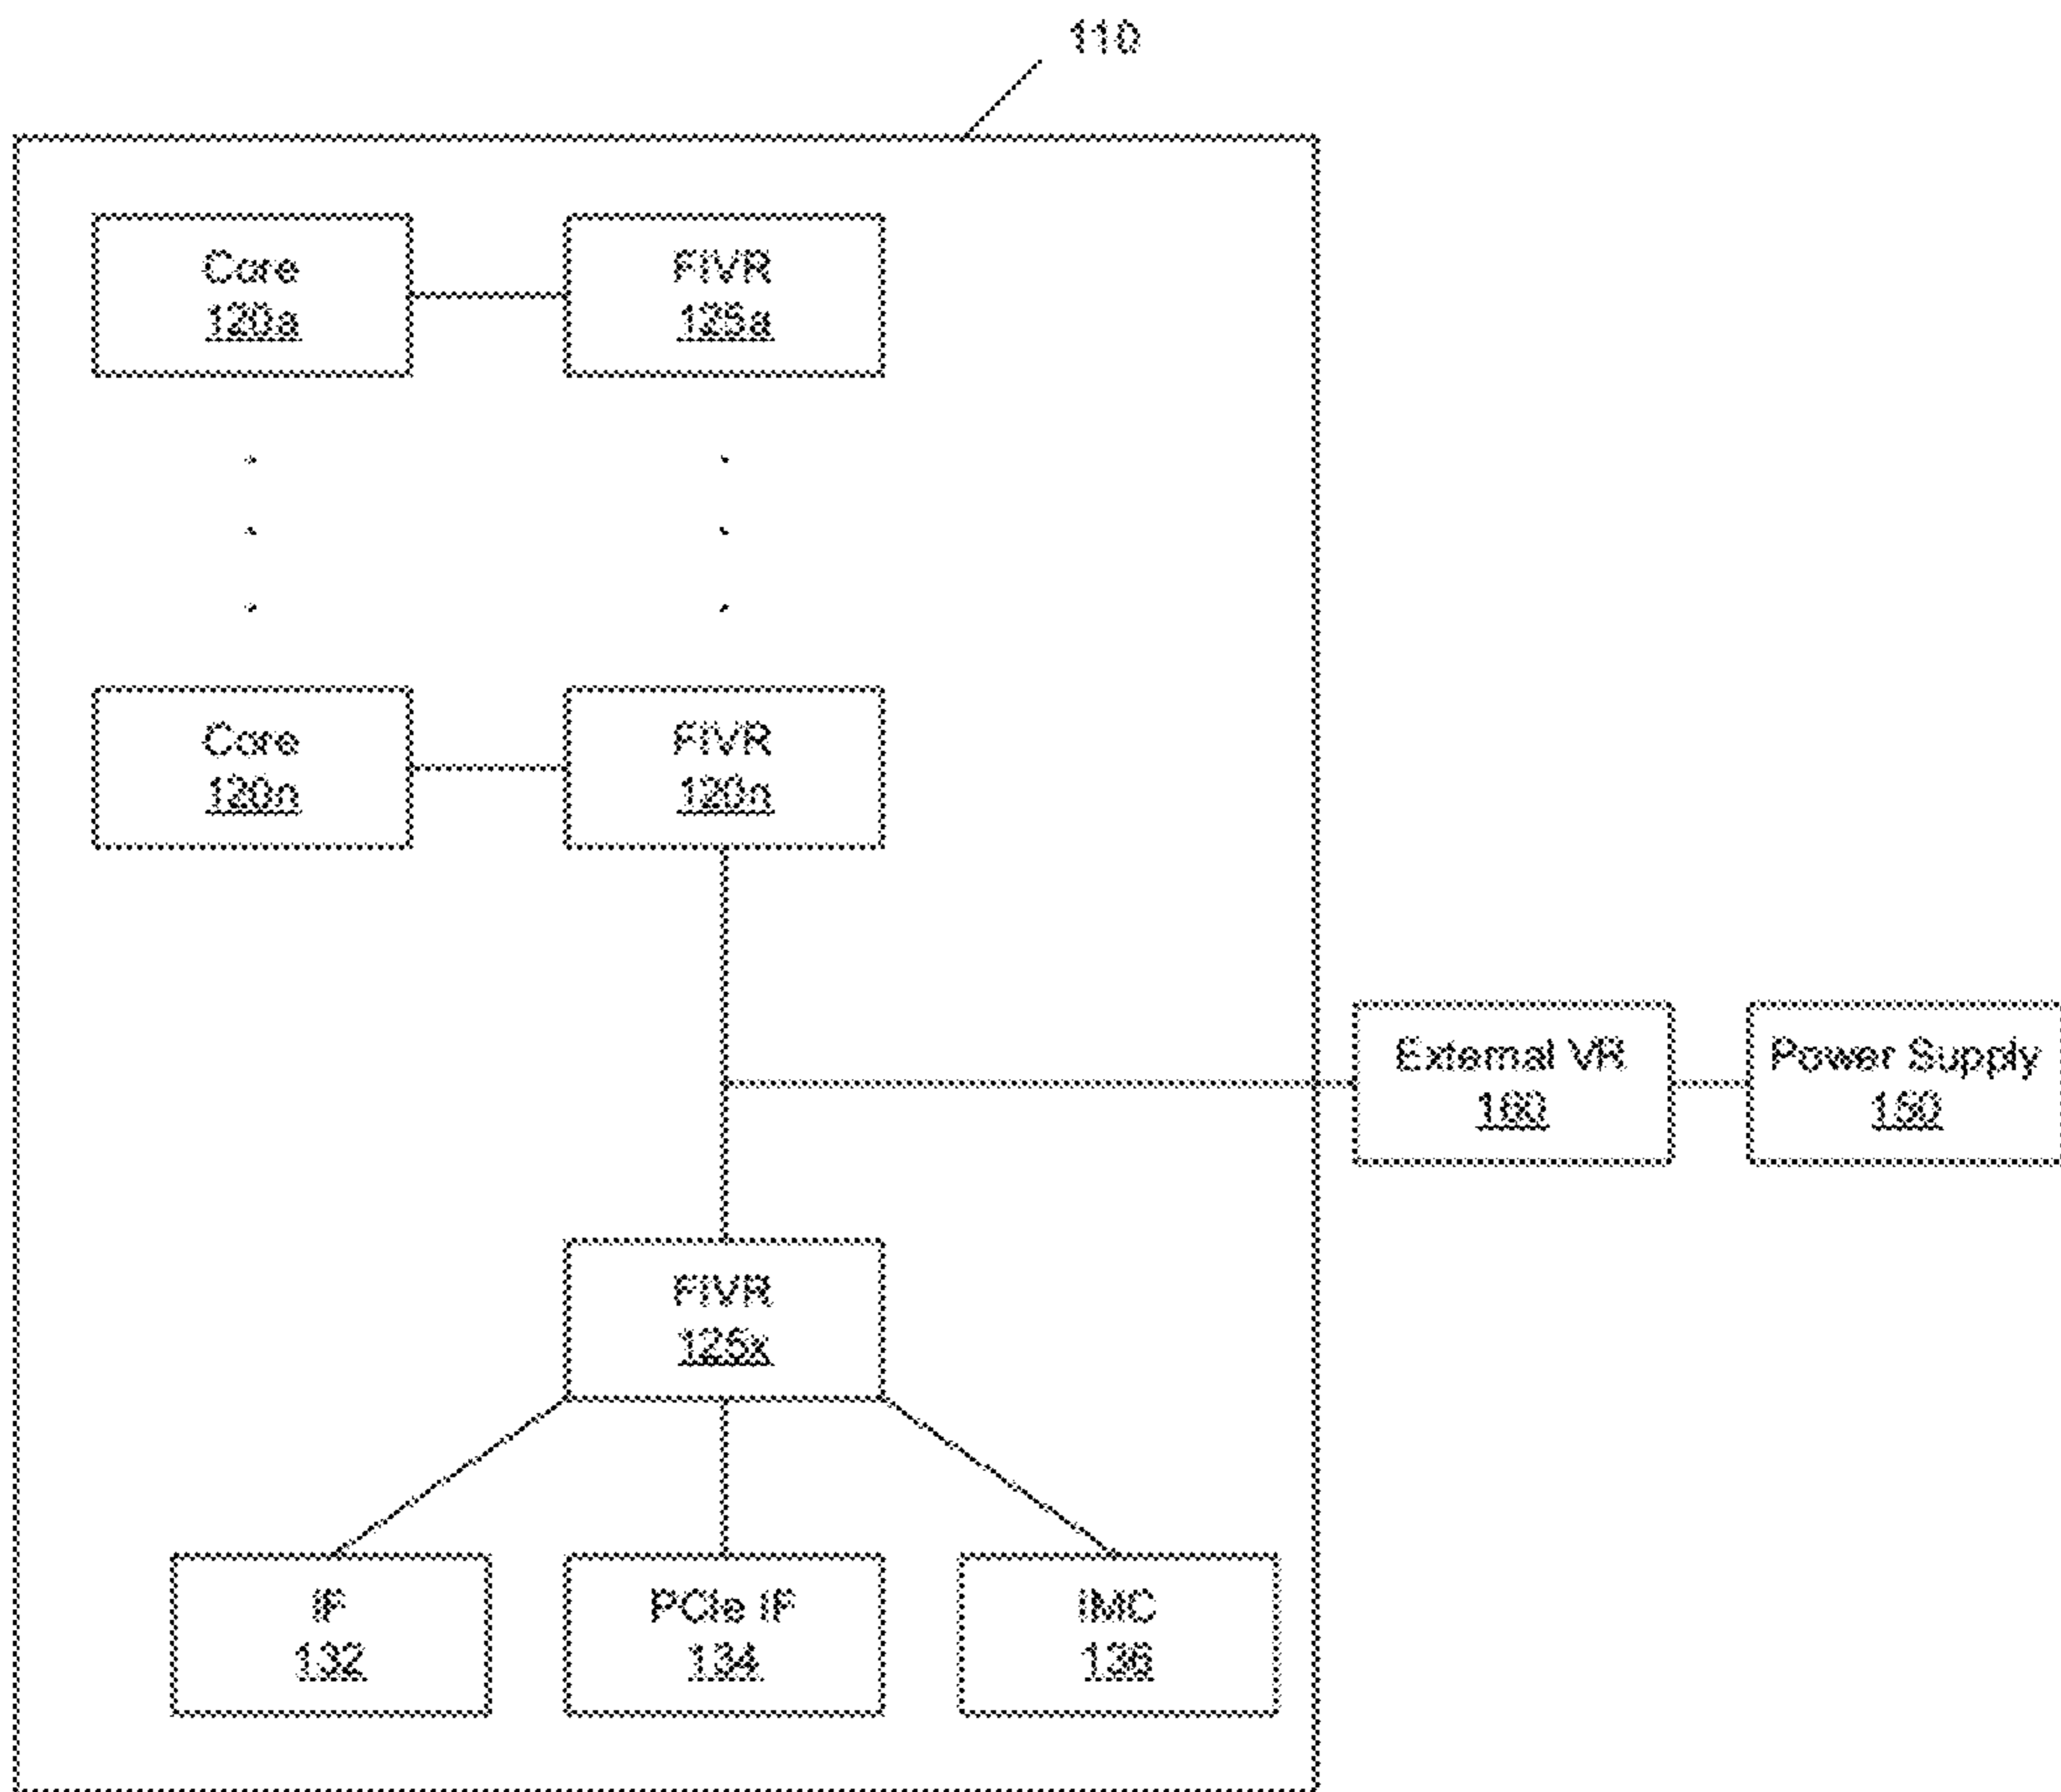 110
Core
120a
FIVR
125a
Core
120n
FIVR
120n
External VR
160
Power Supply
150
FIVR
125x
IF
132
PCIe IF
134
IMC
136